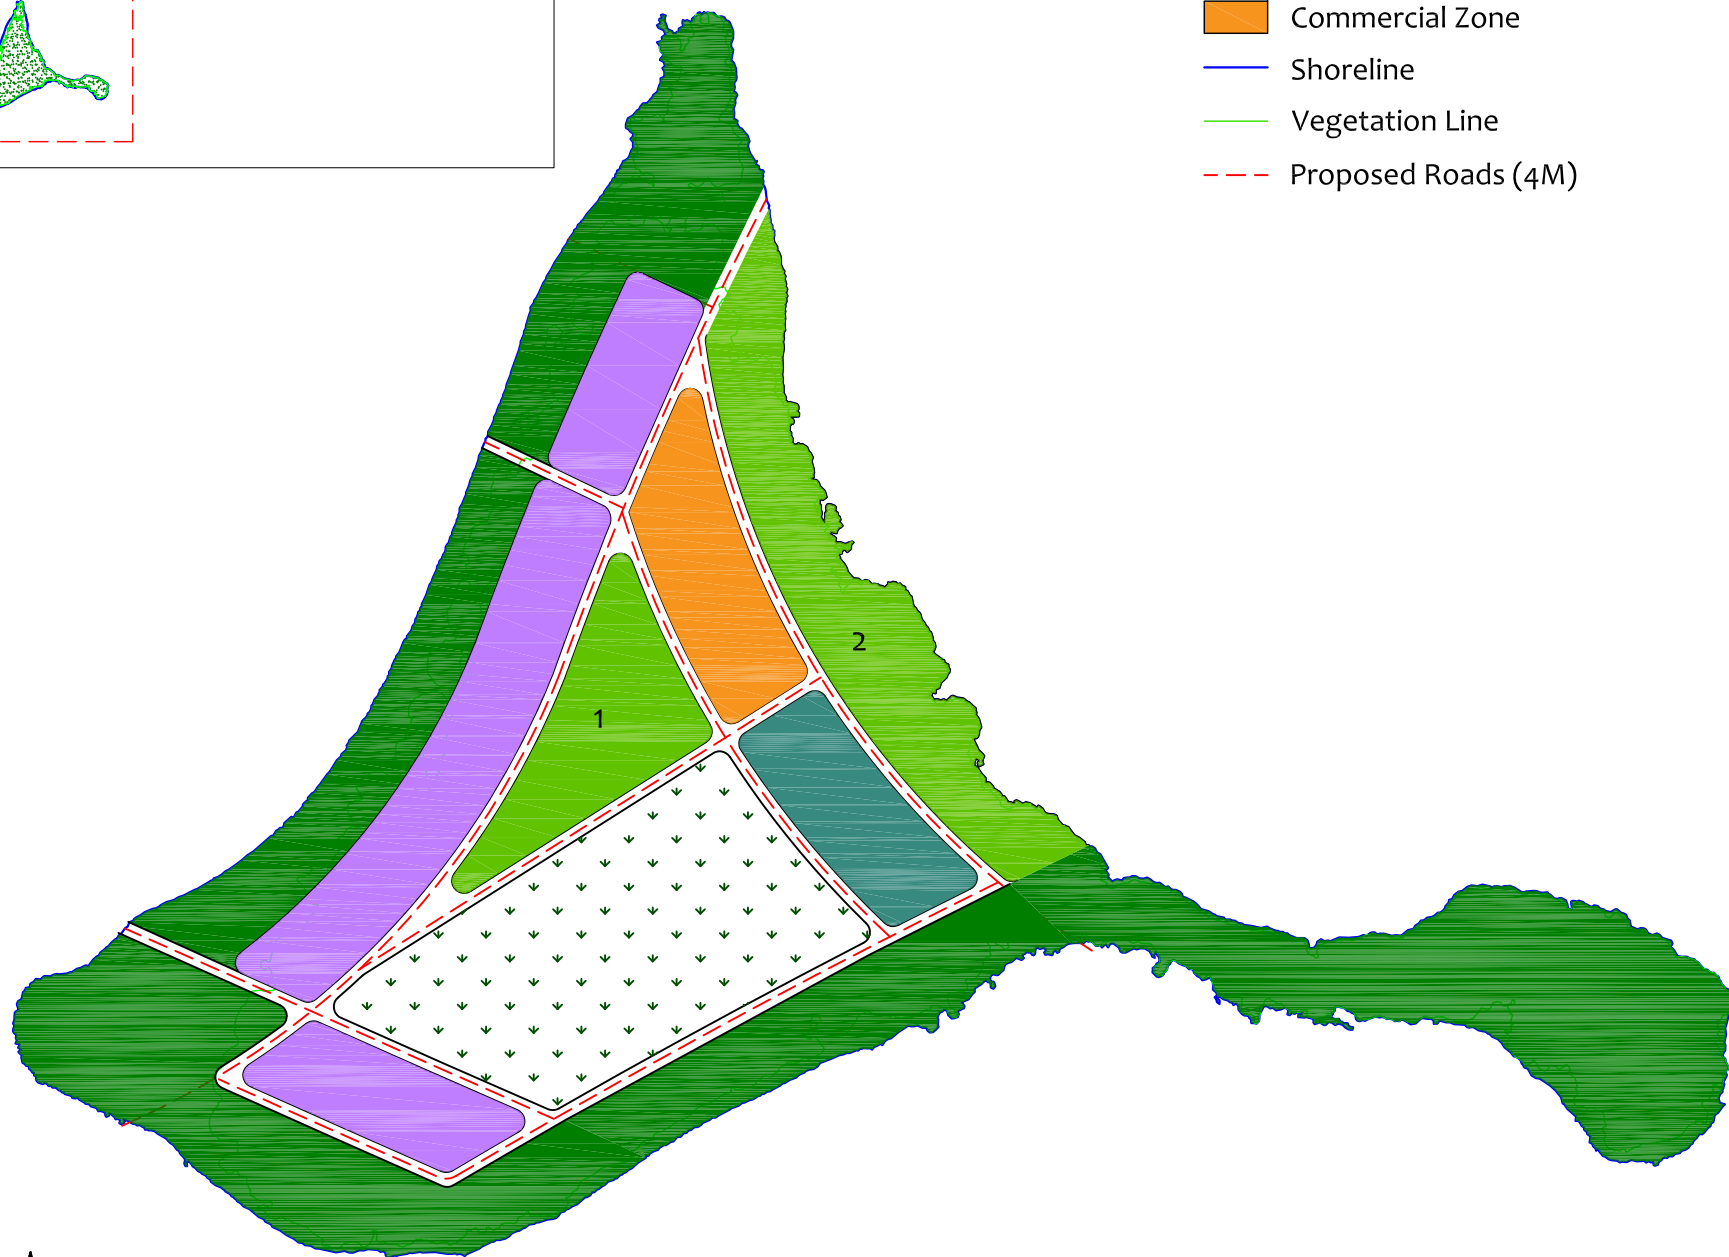 Commercial Zone
Shoreline
Vegetation Line
Proposed Roads (4M)
2
1